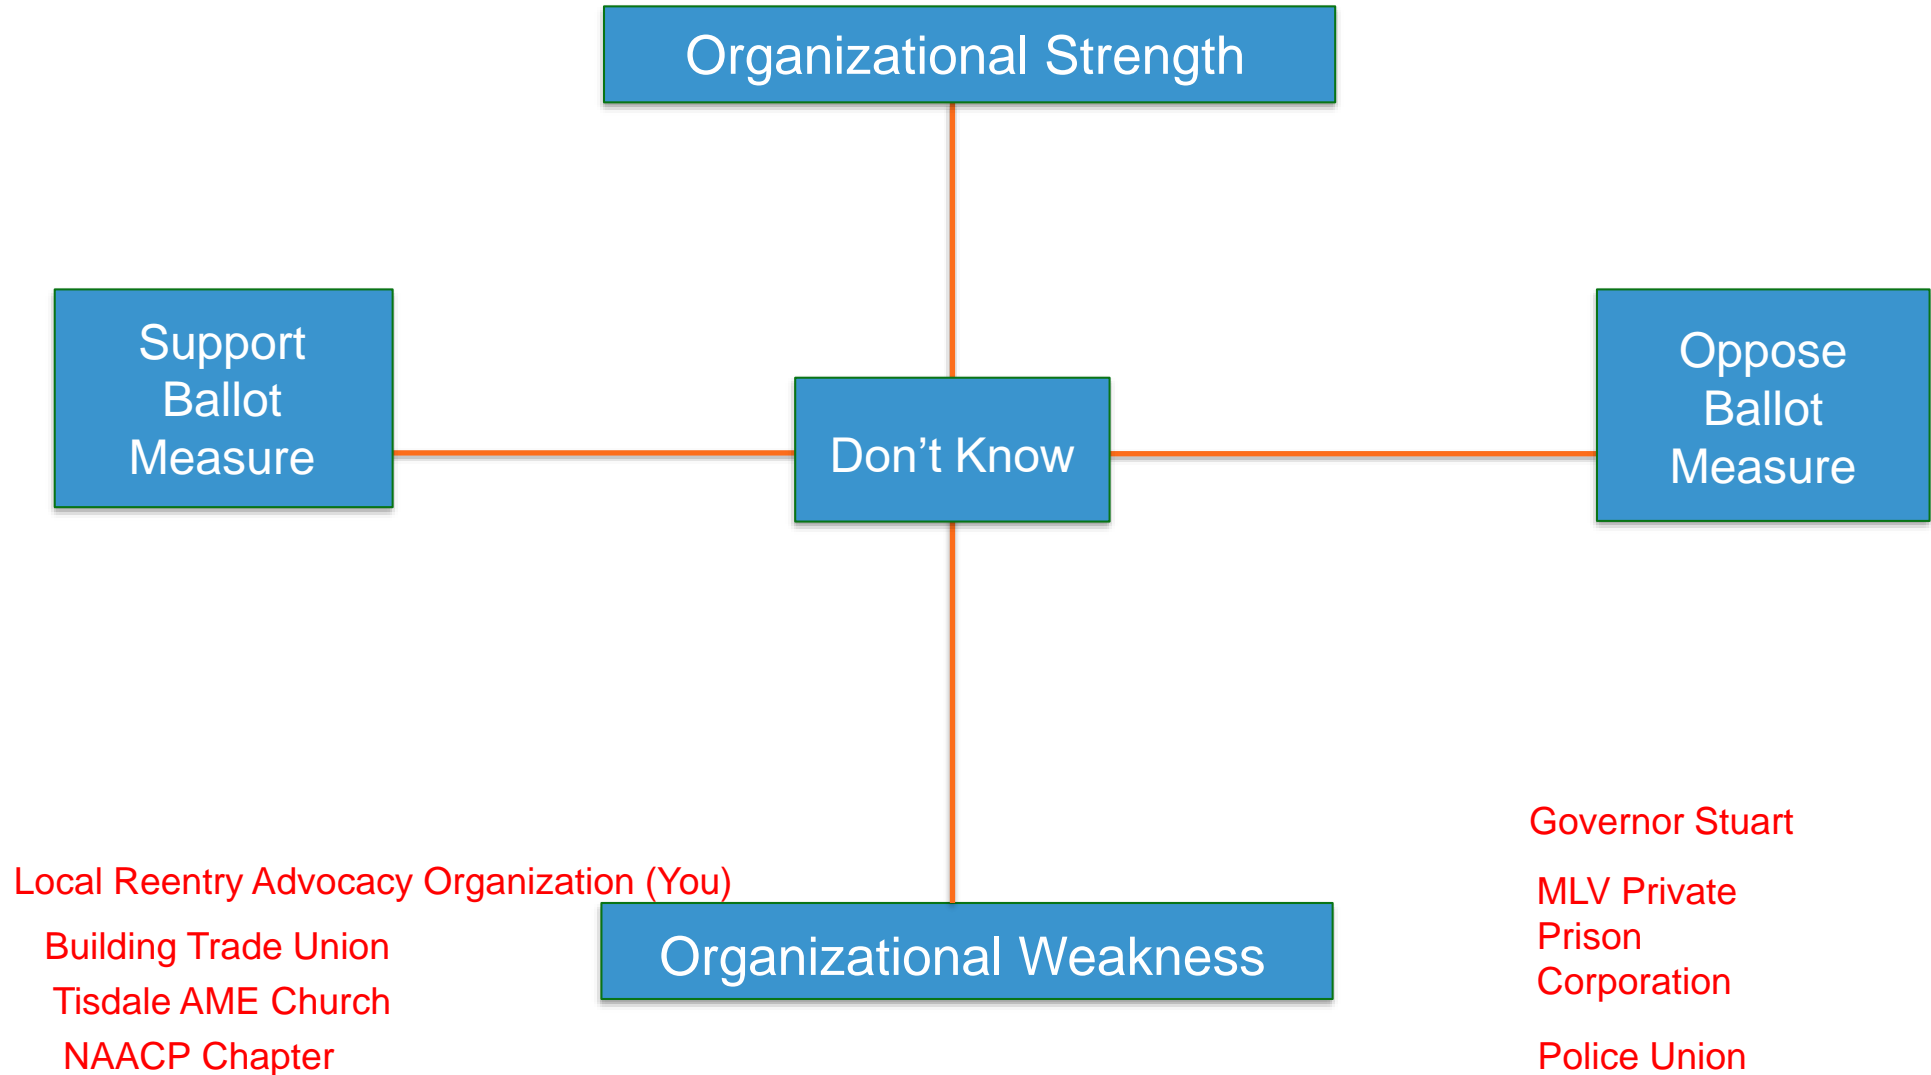 Organizational Strength
Support
Ballot
Measure
Don’t Know
Oppose
Ballot
Measure
Local Reentry Advocacy Organization (You)
Building Trade Union
Tisdale AME Church
NAACP Chapter
Organizational Weakness
Governor Stuart
MLV Private
Prison
Corporation
Police Union